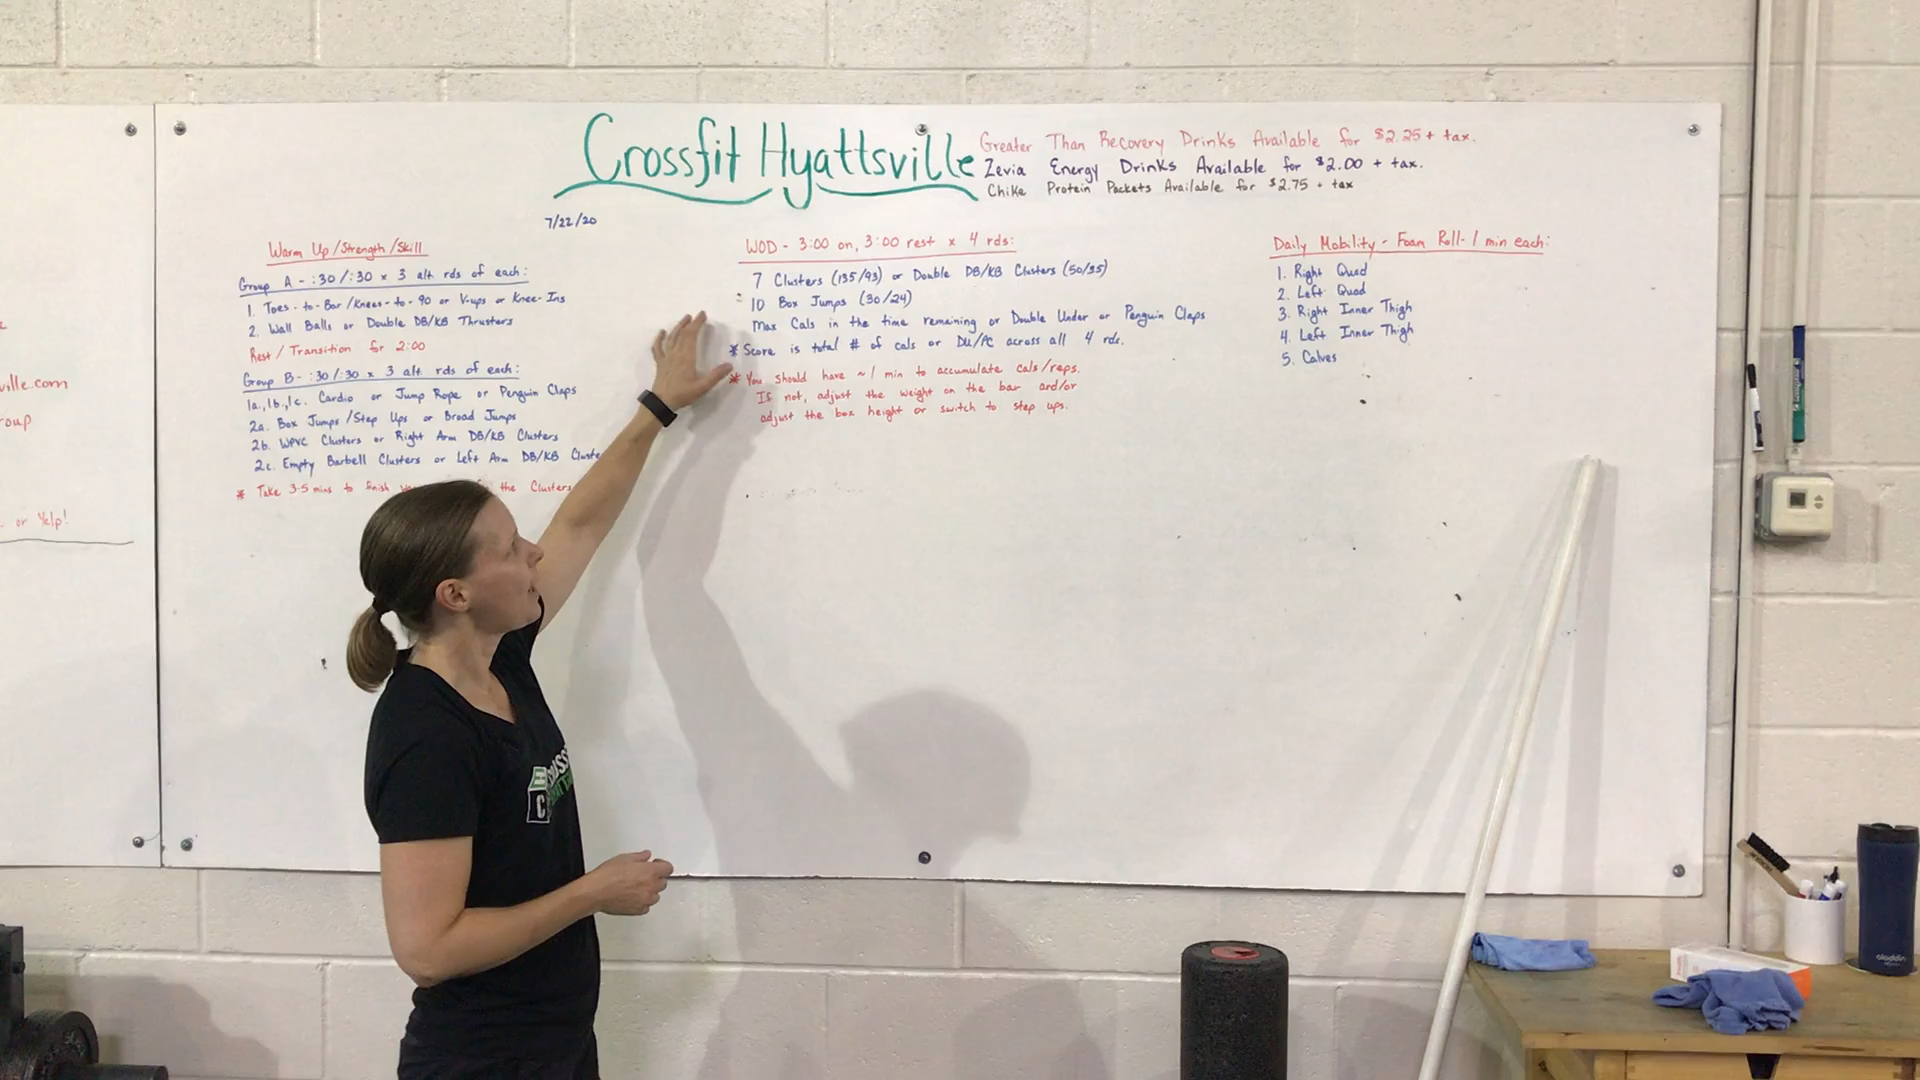 Crossfit Hyattsville
Greater Than Recovery Drinks Available for $2.25 + tax.
Zevia Energy Drinks Available for $2.00 + tax.
Chike Protein Packets Available for $2.75 + tax
7/22/20
Warm Up/Strength/Skill
Group A - :30/:30 x 3 alt. rds of each:
1. Toes-to-Bar/Knees-to-90 or V-ups or Knee-Ins
2. Wall Balls or Double DB/KB Thrusters
Rest/Transition for 2:00
Group B - :30/:30 x 3 alt. rds of each:
1a.,1b.,1c. Cardio or Jump Rope or Penguin Claps
2a. Box Jumps/Step Ups or Broad Jumps
2b. WPVC Clusters or Right Arm DB/KB Clusters
2c. Empty Barbell Clusters or Left Arm DB/KB Cluste
* Take 3-5 mins to finish the Clusters
WOD - 3:00 on, 3:00 rest x 4 rds:
7 Clusters (135/93) or Double DB/KB Clusters (50/35)
10 Box Jumps (30/24)
Max Cals in the time remaining or Double Under or Penguin Claps
* Score is total # of cals or DU/PC across all 4 rds.
* You should have ~1 min to accumulate cals/reps.
If not, adjust the weight on the bar and/or
adjust the box height or switch to step ups.
Daily Mobility - Foam Roll - 1 min each:
1. Right Quad
2. Left Quad
3. Right Inner Thigh
4. Left Inner Thigh
5. Calves
ville.com
roup
or Yelp!
aladdin